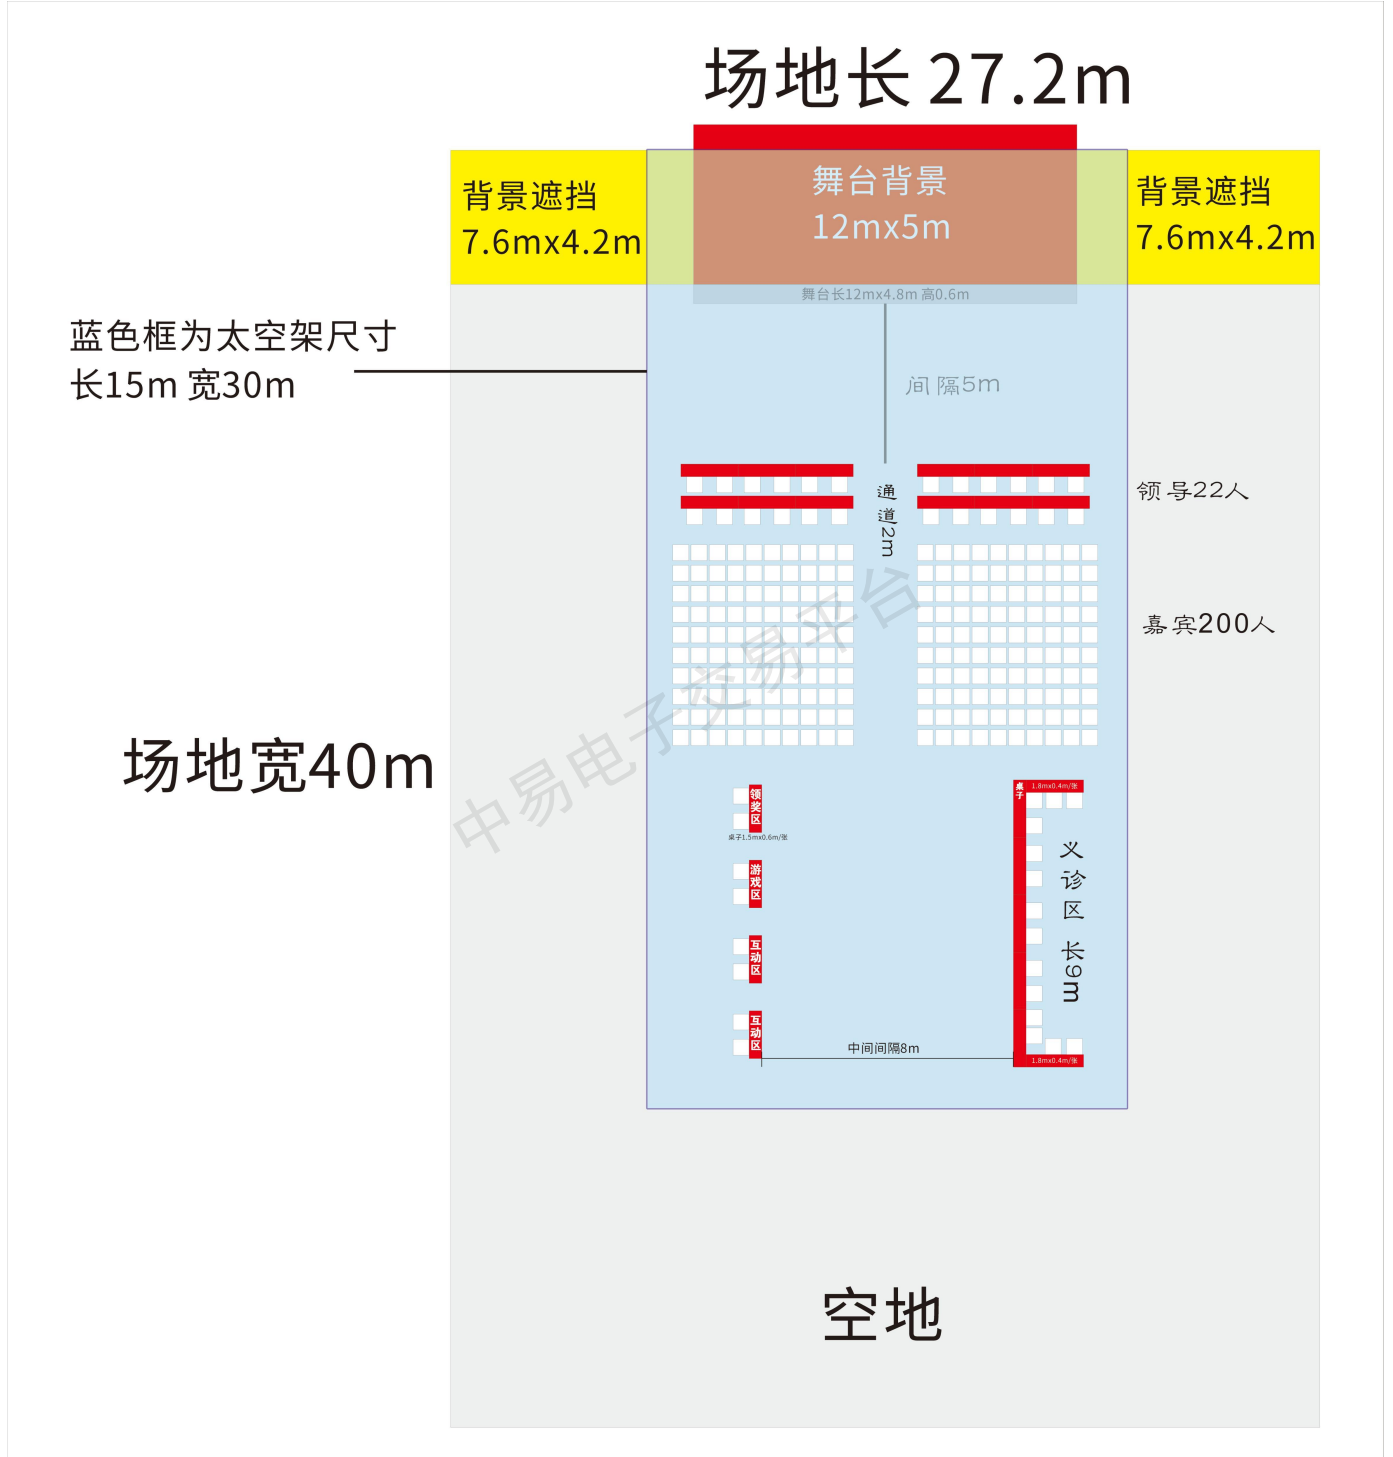 场地长 27.2m
背景遮挡
7.6mx4.2m
舞台背景
12mx5m
背景遮挡
7.6mx4.2m
舞台长12mx4.8m 高0.6m
蓝色框为太空架尺寸
长15m 宽30m
间隔5m
通道2m
领导22人
嘉宾200人
中易电子交易平台
场地宽40m
领奖区
桌子1.5mx0.6m/张
游戏区
互动区
互动区
桌子
1.8mx0.4m/张
义诊区 长9m
中间间隔8m
1.8mx0.4m/张
空地